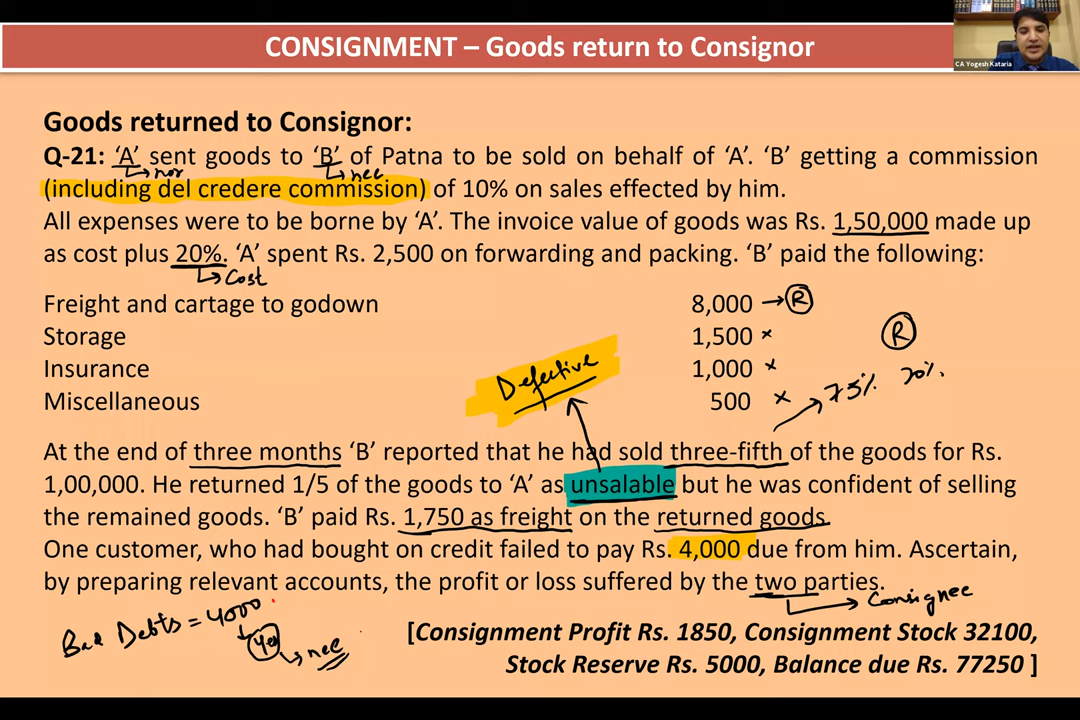 CONSIGNMENT – Goods return to Consignor
CA Yogesh Kataria
Goods returned to Consignor:
Q-21: ‘A’ sent goods to ‘B’ of Patna to be sold on behalf of ‘A’. ‘B’ getting a commission
nor nee
(including del credere commission) of 10% on sales effected by him.
All expenses were to be borne by ‘A’. The invoice value of goods was Rs. 1,50,000 made up
as cost plus 20%. ‘A’ spent Rs. 2,500 on forwarding and packing. ‘B’ paid the following:
Cost
Freight and cartage to godown 8,000 → R
Storage 1,500 × R
Insurance 1,000 ×
Defective
Miscellaneous 500 × 75% 20%
At the end of three months ‘B’ reported that he had sold three-fifth of the goods for Rs.
1,00,000. He returned 1/5 of the goods to ‘A’ as unsalable but he was confident of selling
the remained goods. ‘B’ paid Rs. 1,750 as freight on the returned goods.
One customer, who had bought on credit failed to pay Rs. 4,000 due from him. Ascertain,
by preparing relevant accounts, the profit or loss suffered by the two parties.
Consignee
Bad Debts = 4000
nee
[Consignment Profit Rs. 1850, Consignment Stock 32100,
Stock Reserve Rs. 5000, Balance due Rs. 77250 ]